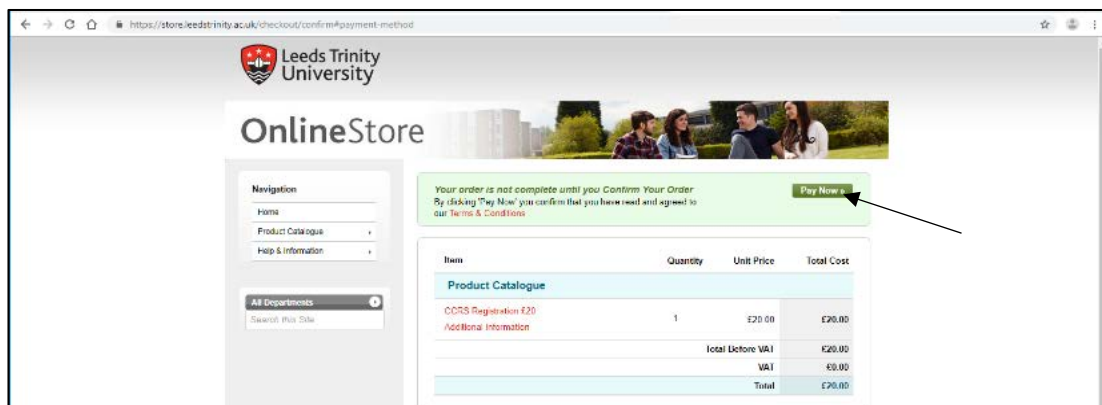 https://store.leedstrinity.ac.uk/checkout/confirm#payment-method
Leeds Trinity
University
OnlineStore
Navigation
Home
Product Catalogue
Help & Information
All Departments
Search this Site
Your order is not complete until you Confirm Your Order
By clicking 'Pay Now' you confirm that you have read and agreed to
our Terms & Conditions
Pay Now »
Item Quantity Unit Price Total Cost
Product Catalogue
CCRS Registration £20
Additional Information
1 £20.00 £20.00
Total Before VAT £20.00
VAT £0.00
Total £20.00